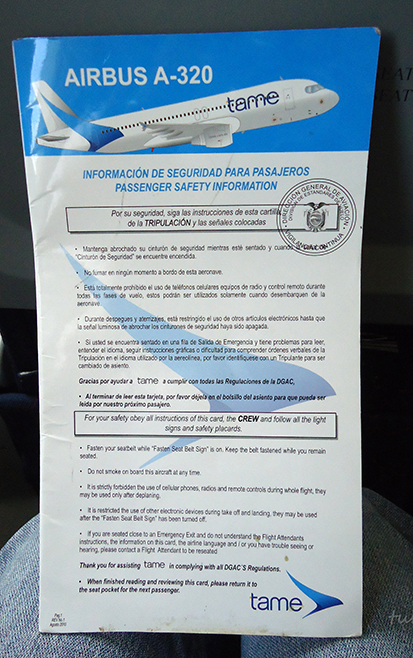 AIRBUS A-320
tame
INFORMACIÓN DE SEGURIDAD PARA PASAJEROS
PASSENGER SAFETY INFORMATION
DIRECCIÓN GENERAL DE AVIACIÓN
Por su seguridad, siga las instrucciones de esta cartilla
de la TRIPULACIÓN y las señales colocadas
• Mantenga abrochado su cinturón de seguridad mientras esté sentado y cuando
"Cinturón de Seguridad" se encuentre encendida.
• No fumar en ningún momento a bordo de esta aeronave.
• Está totalmente prohibido el uso de teléfonos celulares equipos de radio y control remoto durante
todas las fases de vuelo, estos podrán ser utilizados solamente cuando desembarquen de la
aeronave.
• Durante despegues y aterrizajes, está restringido el uso de otros artículos electrónicos hasta que
la señal luminosa de abrochar los cinturones de seguridad haya sido apagada.
• Si usted se encuentra sentado en una fila de Salida de Emergencia y tiene problemas para leer,
entender el idioma, seguir instrucciones gráficas o dificultad para comprender órdenes verbales de la
Tripulación en el idioma utilizado por la aereolínea, por favor identifíquese con un Tripulante para ser
cambiado de asiento.
Gracias por ayudar a tame a cumplir con todas las Regulaciones de la DGAC,
• Al terminar de leer esta tarjeta, por favor déjela en el bolsillo del asiento para que pueda ser
leída por nuestro próximo pasajero.
For your safety obey all instructions of this card, the CREW and follow all the light
signs and safety placards.
• Fasten your seatbelt while "Fasten Seat Belt Sign" is on. Keep the belt fastened while you remain
seated.
• Do not smoke on board this aircraft at any time.
• It is strictly forbidden the use of cellular phones, radios and remote controls during whole flight, they
may be used only after deplaning.
• It is restricted the use of other electronic devices during take off and landing, they may be used
after the "Fasten Seat Belt Sign" has been turned off.
• If you are seated close to an Emergency Exit and do not understand the Flight Attendants
instructions, the information on this card, the airline language and / or you have trouble seeing or
hearing, please contact a Flight Attendant to be reseated
Thank you for assisting tame in complying with all DGAC´S Regulations.
• When finished reading and reviewing this card, please return it to
the seat pocket for the next passenger.
tame
Pag 1